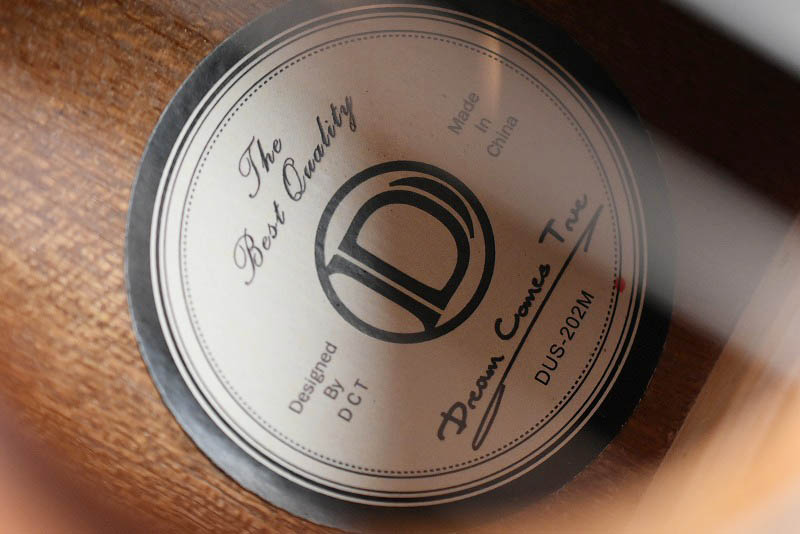 The
Best Quality
Made
In
China
D
Designed
By
DCT
Dream Comes True
DUS-202M